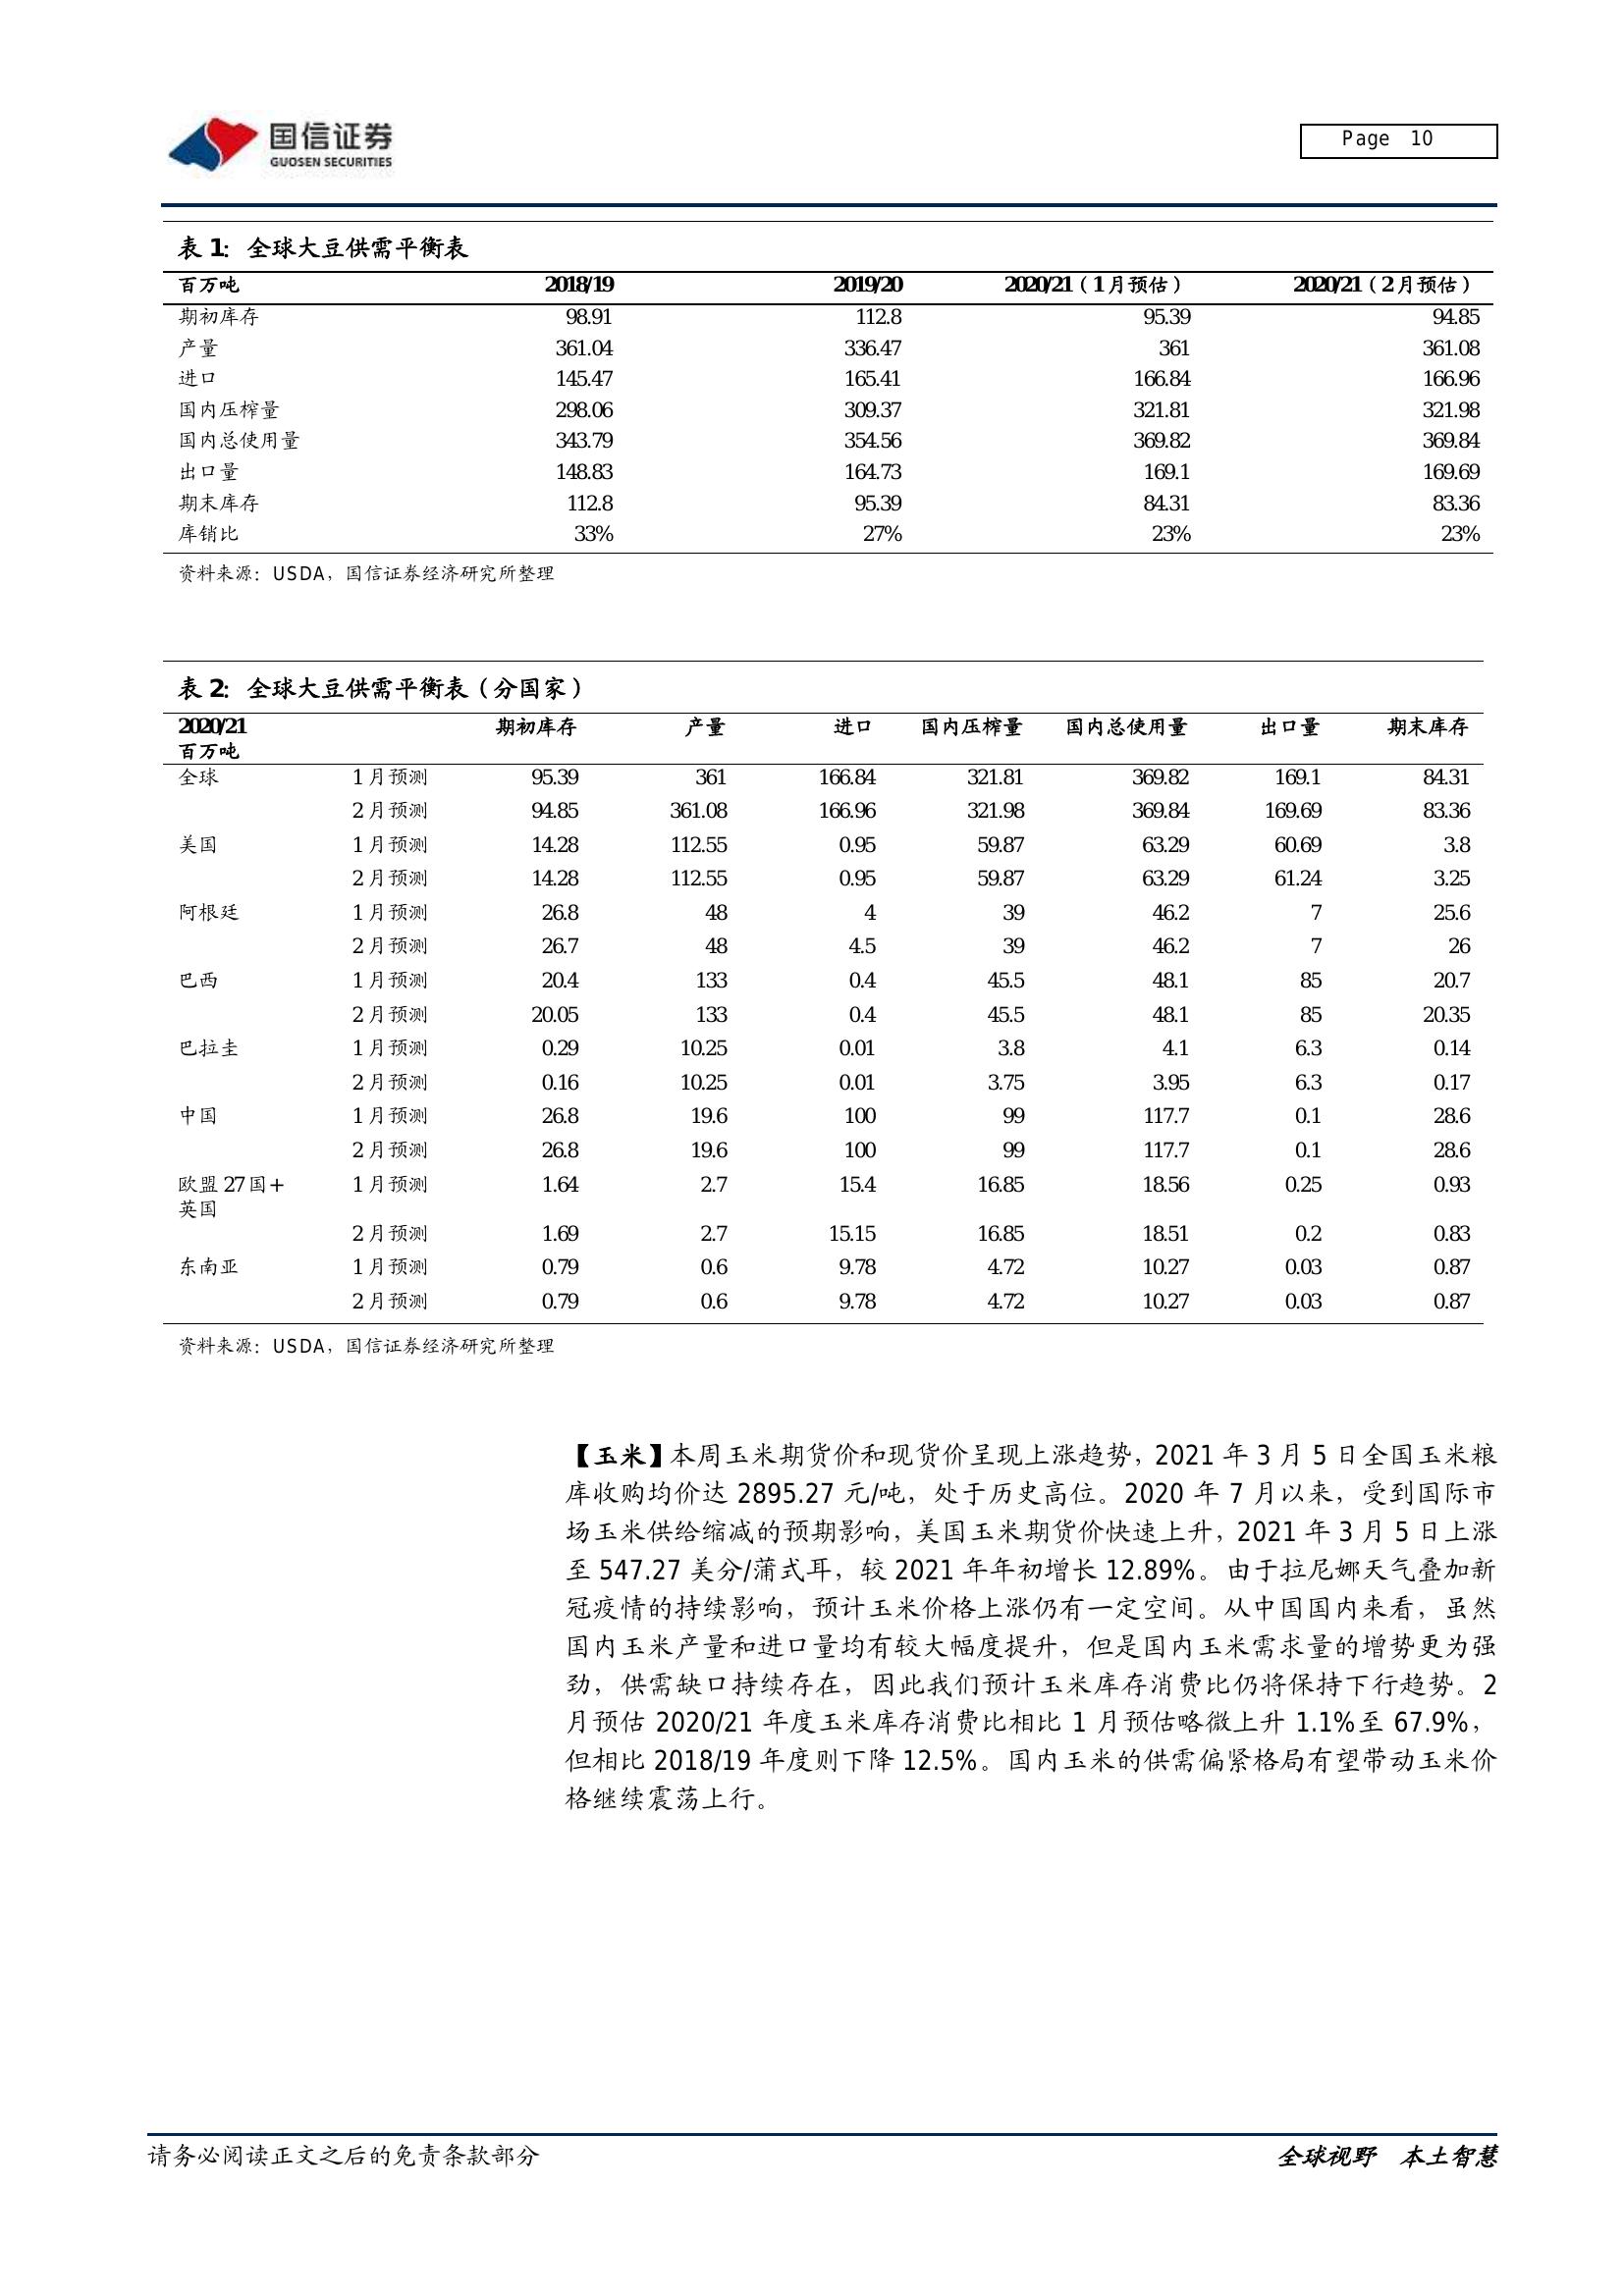 国信证券
GUOSEN SECURITIES
Page 10
表 1：全球大豆供需平衡表
百万吨 2018/19 2019/20 2020/21（1 月预估） 2020/21（2 月预估）
期初库存 98.91 112.8 95.39 94.85
产量 361.04 336.47 361 361.08
进口 145.47 165.41 166.84 166.96
国内压榨量 298.06 309.37 321.81 321.98
国内总使用量 343.79 354.56 369.82 369.84
出口量 148.83 164.73 169.1 169.69
期末库存 112.8 95.39 84.31 83.36
库销比 33% 27% 23% 23%
资料来源：USDA，国信证券经济研究所整理
表 2：全球大豆供需平衡表（分国家）
2020/21 期初库存 产量 进口 国内压榨量 国内总使用量 出口量 期末库存
百万吨
全球 1 月预测 95.39 361 166.84 321.81 369.82 169.1 84.31
2 月预测 94.85 361.08 166.96 321.98 369.84 169.69 83.36
美国 1 月预测 14.28 112.55 0.95 59.87 63.29 60.69 3.8
2 月预测 14.28 112.55 0.95 59.87 63.29 61.24 3.25
阿根廷 1 月预测 26.8 48 4 39 46.2 7 25.6
2 月预测 26.7 48 4.5 39 46.2 7 26
巴西 1 月预测 20.4 133 0.4 45.5 48.1 85 20.7
2 月预测 20.05 133 0.4 45.5 48.1 85 20.35
巴拉圭 1 月预测 0.29 10.25 0.01 3.8 4.1 6.3 0.14
2 月预测 0.16 10.25 0.01 3.75 3.95 6.3 0.17
中国 1 月预测 26.8 19.6 100 99 117.7 0.1 28.6
2 月预测 26.8 19.6 100 99 117.7 0.1 28.6
欧盟 27 国+ 1 月预测 1.64 2.7 15.4 16.85 18.56 0.25 0.93
英国
2 月预测 1.69 2.7 15.15 16.85 18.51 0.2 0.83
东南亚 1 月预测 0.79 0.6 9.78 4.72 10.27 0.03 0.87
2 月预测 0.79 0.6 9.78 4.72 10.27 0.03 0.87
资料来源：USDA，国信证券经济研究所整理
【玉米】本周玉米期货价和现货价呈现上涨趋势，2021 年 3 月 5 日全国玉米粮
库收购均价达 2895.27 元/吨，处于历史高位。2020 年 7 月以来，受到国际市
场玉米供给缩减的预期影响，美国玉米期货价快速上升，2021 年 3 月 5 日上涨
至 547.27 美分/蒲式耳，较 2021 年年初增长 12.89%。由于拉尼娜天气叠加新
冠疫情的持续影响，预计玉米价格上涨仍有一定空间。从中国国内来看，虽然
国内玉米产量和进口量均有较大幅度提升，但是国内玉米需求量的增势更为强
劲，供需缺口持续存在，因此我们预计玉米库存消费比仍将保持下行趋势。2
月预估 2020/21 年度玉米库存消费比相比 1 月预估略微上升 1.1%至 67.9%，
但相比 2018/19 年度则下降 12.5%。国内玉米的供需偏紧格局有望带动玉米价
格继续震荡上行。
请务必阅读正文之后的免责条款部分
全球视野 本土智慧